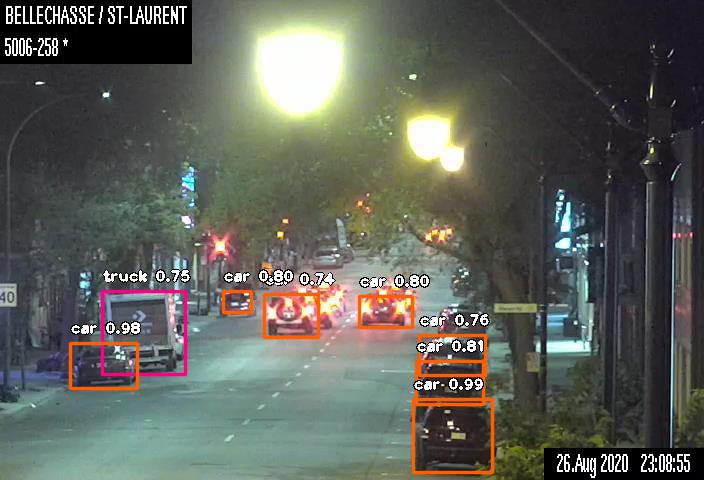 BELLECHASSE / ST-LAURENT
5006-258 *
truck 0.75
car 0.80
0.74
car 0.80
car 0.98
car 0.76
car 0.81
car 0.99
40
26.Aug 2020 23:08:55